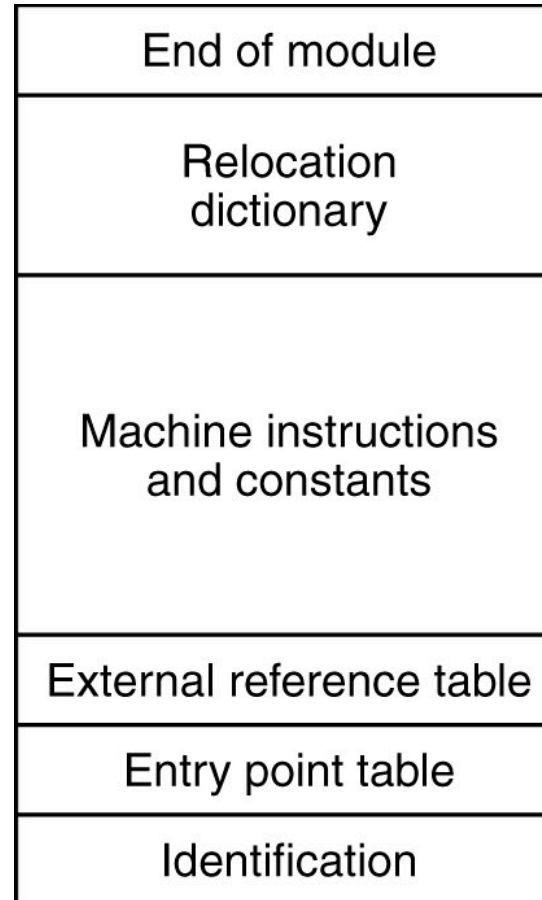 End of module
Relocation
dictionary
Machine instructions
and constants
External reference table
Entry point table
Identification